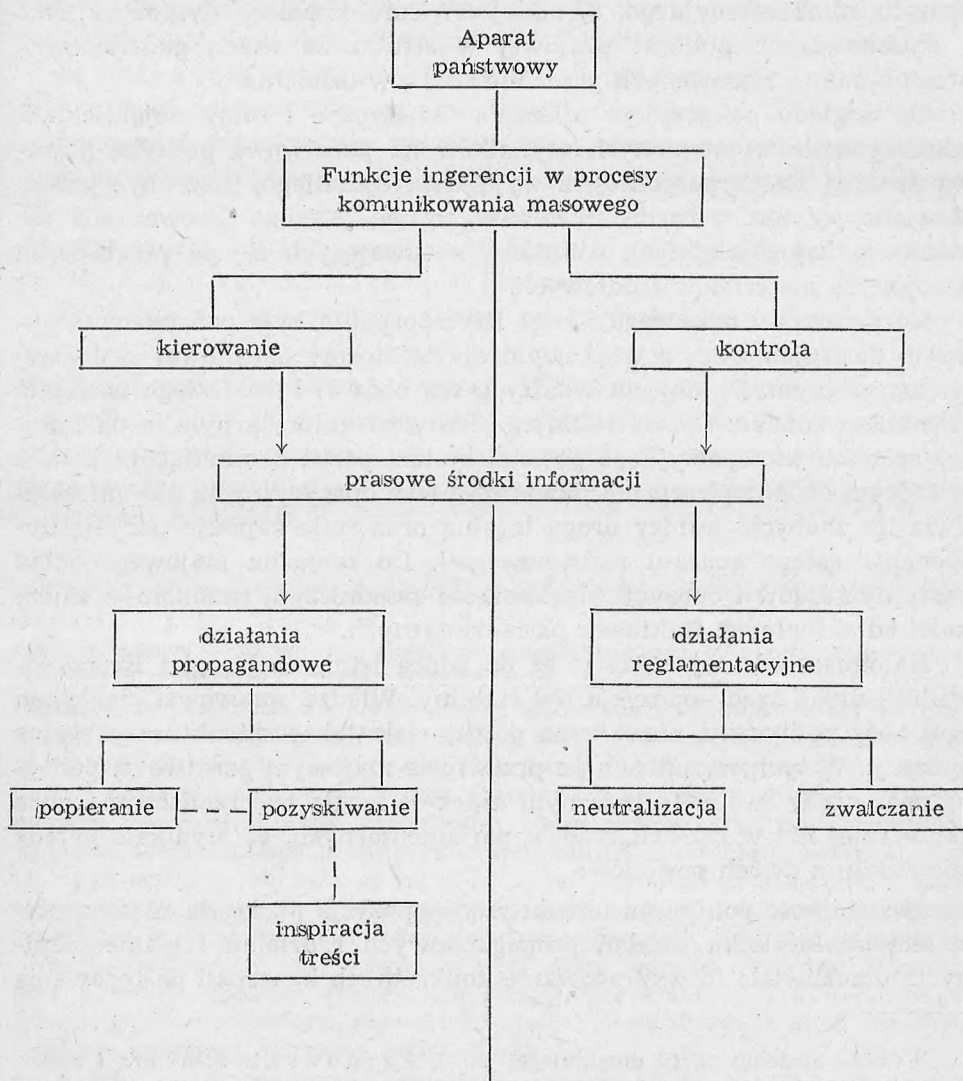 Aparat
państwowy
Funkcje ingerencji w procesy
komunikowania masowego
kierowanie
kontrola
prasowe środki informacji
działania
propagandowe
działania
reglamentacyjne
popieranie
pozyskiwanie
neutralizacja
zwalczanie
inspiracja
treści